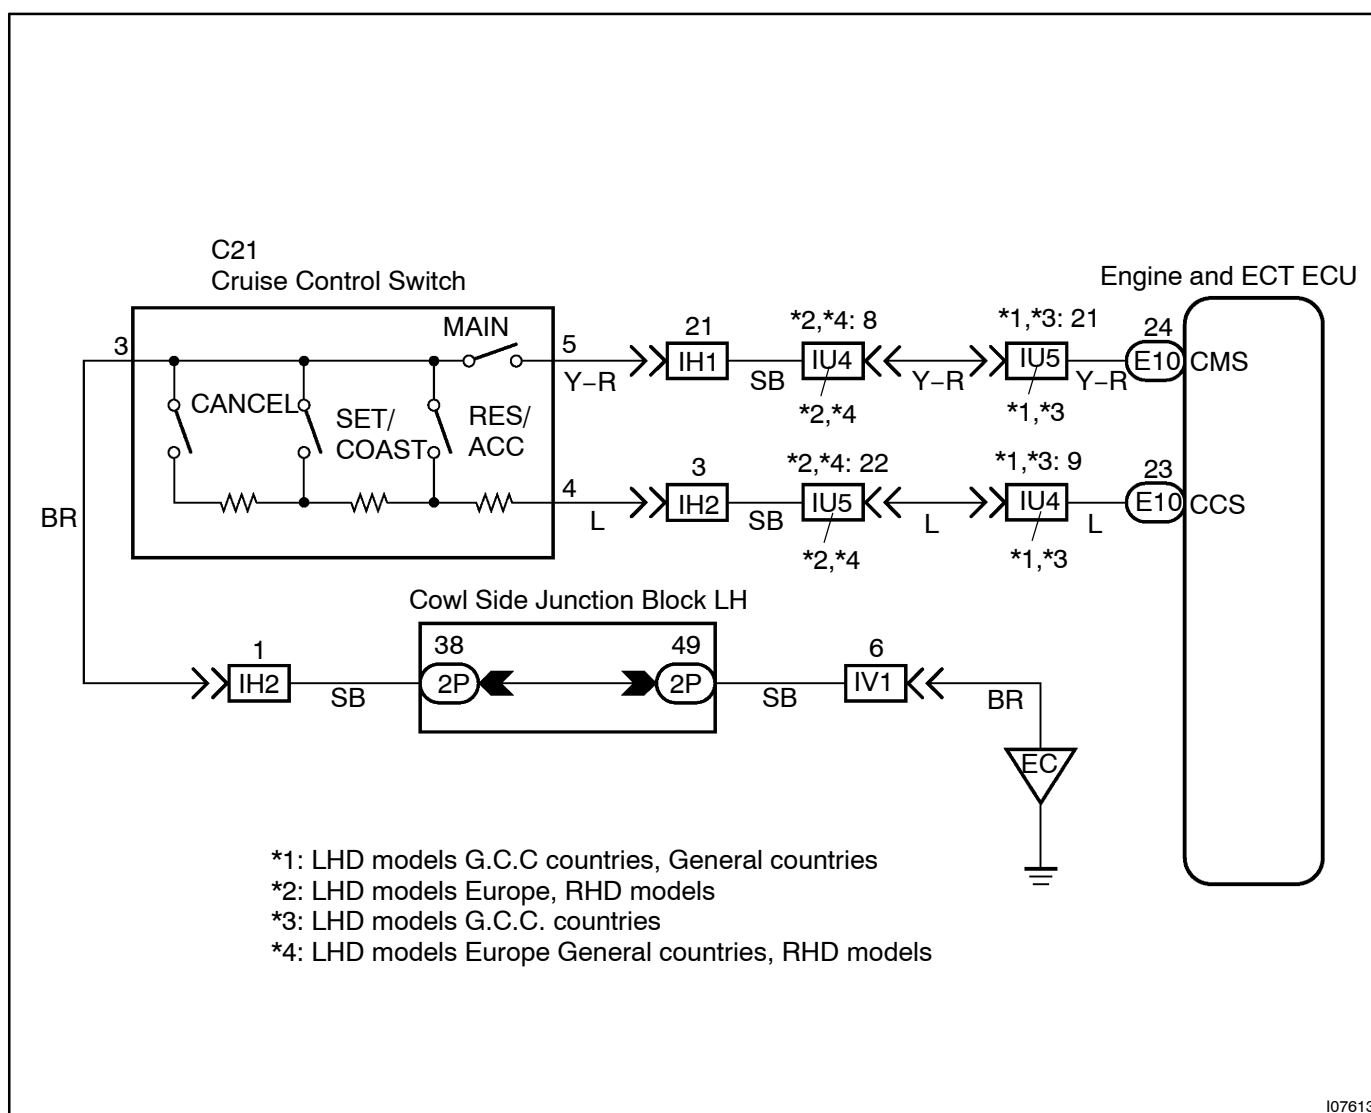 C21
Cruise Control Switch
Engine and ECT ECU
MAIN
3
5
Y–R
21
IH1
SB
*2,*4: 8
IU4
*2,*4
Y–R
*1,*3: 21
IU5
*1,*3
Y–R
24
E10
CMS
CANCEL
SET/
COAST
RES/
ACC
4
L
3
IH2
SB
*2,*4: 22
IU5
*2,*4
L
*1,*3: 9
IU4
*1,*3
L
23
E10
CCS
BR
Cowl Side Junction Block LH
1
IH2
SB
38
2P
49
2P
SB
6
IV1
BR
EC
*1: LHD models G.C.C countries, General countries
*2: LHD models Europe, RHD models
*3: LHD models G.C.C. countries
*4: LHD models Europe General countries, RHD models
I07613